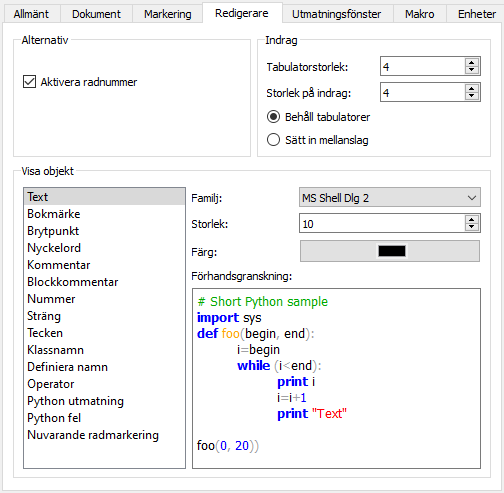 Allmänt Dokument Markering Redigerare Utmatningsfönster Makro Enheter
Alternativ
Aktivera radnummer
Indrag
Tabulatorstorlek: 4
Storlek på indrag: 4
Behåll tabulatorer
Sätt in mellanslag
Visa objekt
Text
Bokmärke
Brytpunkt
Nyckelord
Kommentar
Blockkommentar
Nummer
Sträng
Tecken
Klassnamn
Definiera namn
Operator
Python utmatning
Python fel
Nuvarande radmarkering
Familj: MS Shell Dlg 2
Storlek: 10
Färg:
Förhandsgranskning:
# Short Python sample
import sys
def foo(begin, end):
i=begin
while (i<end):
print i
i=i+1
print "Text"
foo(0, 20))